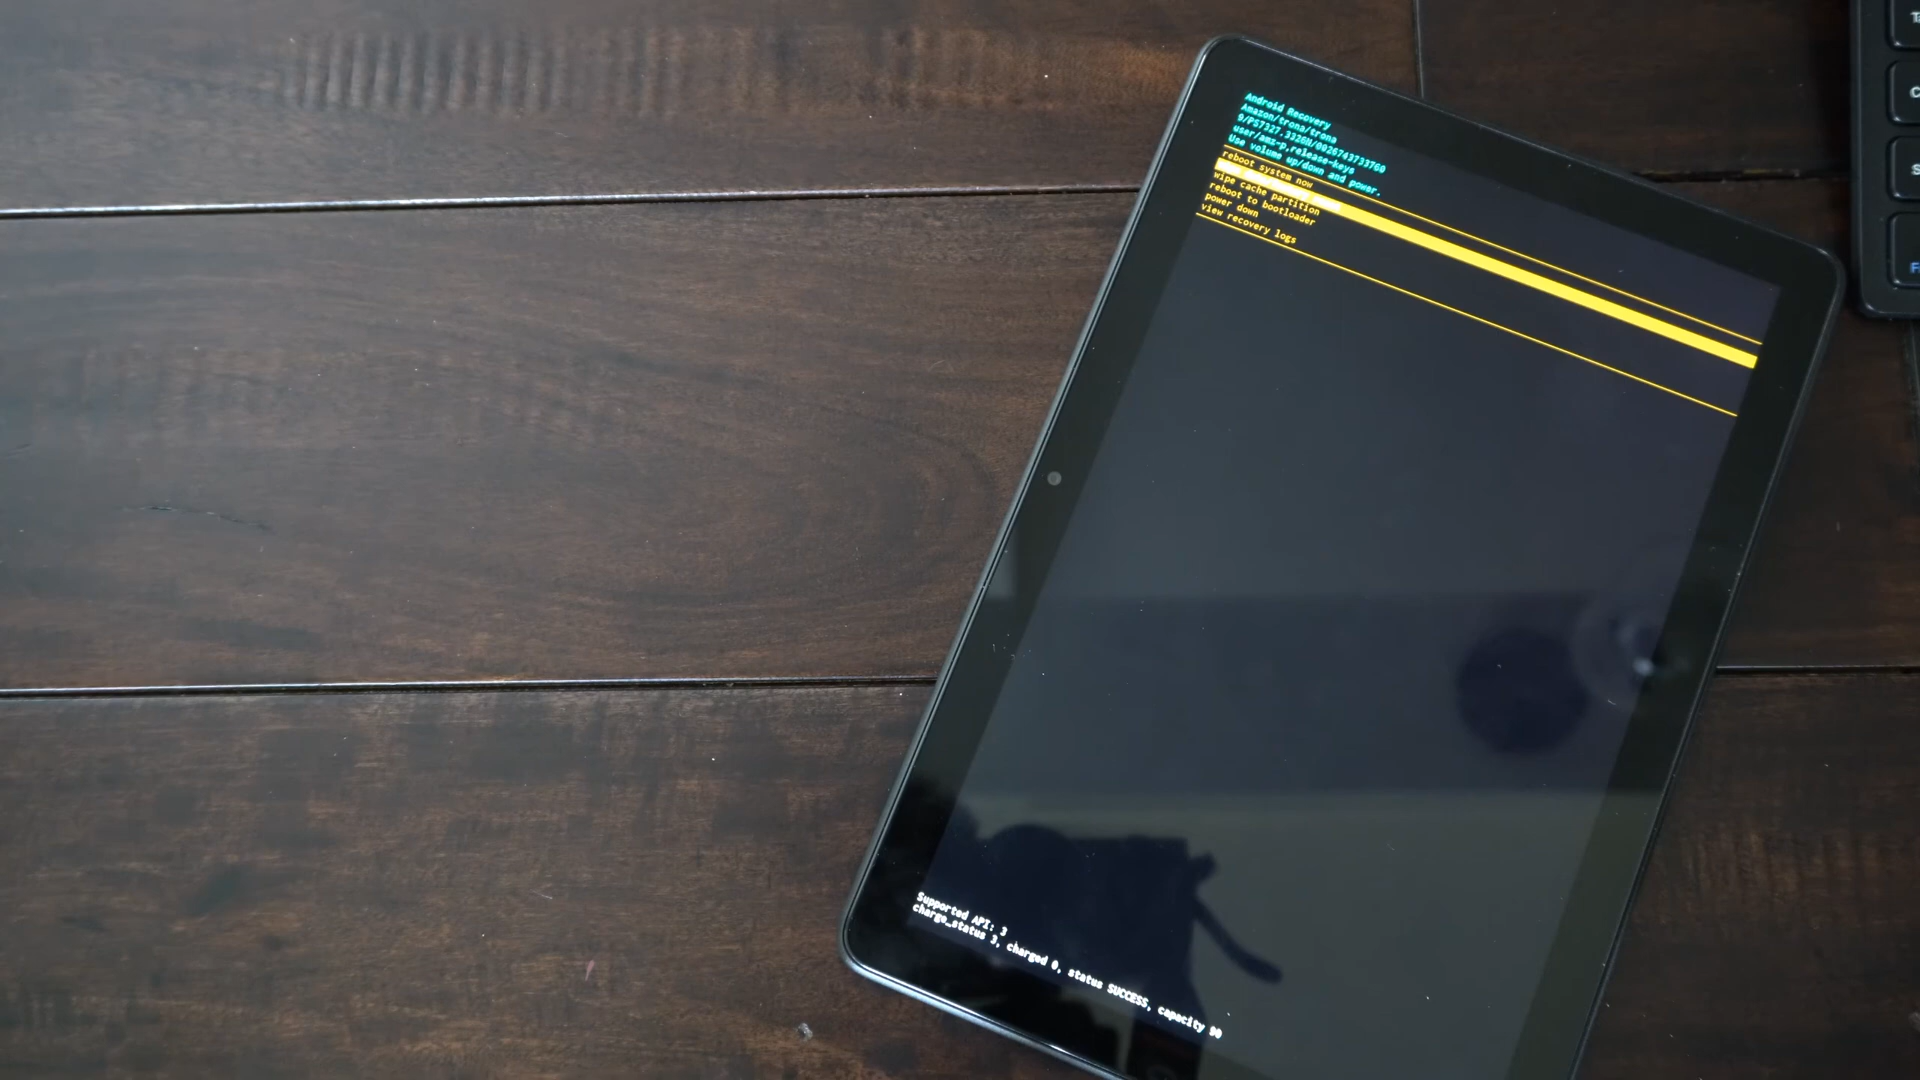 Android Recovery
Amazon/trona/trona
9/PS7327.3326N/0026743733760
user/amz-p,release-keys
Use volume up/down and power.
reboot system now
wipe cache partition
reboot to bootloader
power down
view recovery logs
Supported API: 3
charge_status 3, charged 0, status SUCCESS, capacity 90